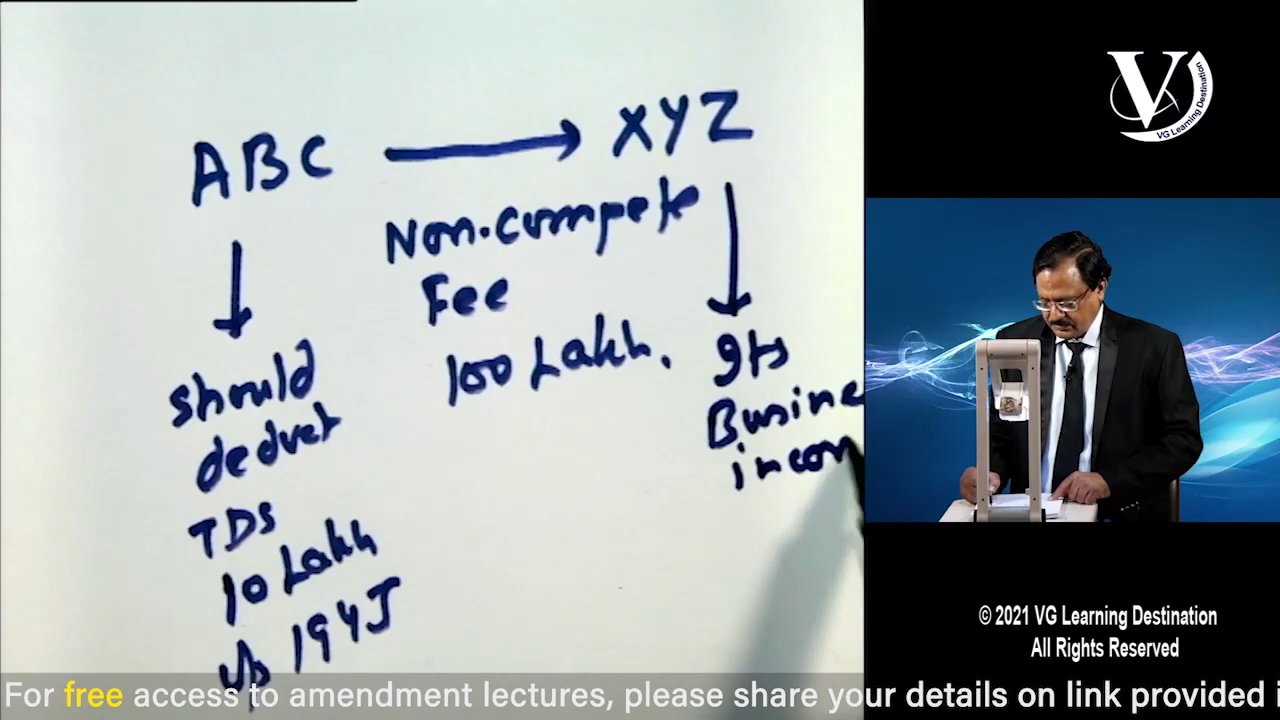 ABC → XYZ
Non-compete
Fee
100 Lakh.
should
deduct
TDS
10 Lakh
u/s 194J
Its
Busine
incom
V
VG Learning Destination
© 2021 VG Learning Destination
All Rights Reserved
For free access to amendment lectures, please share your details on link provided i